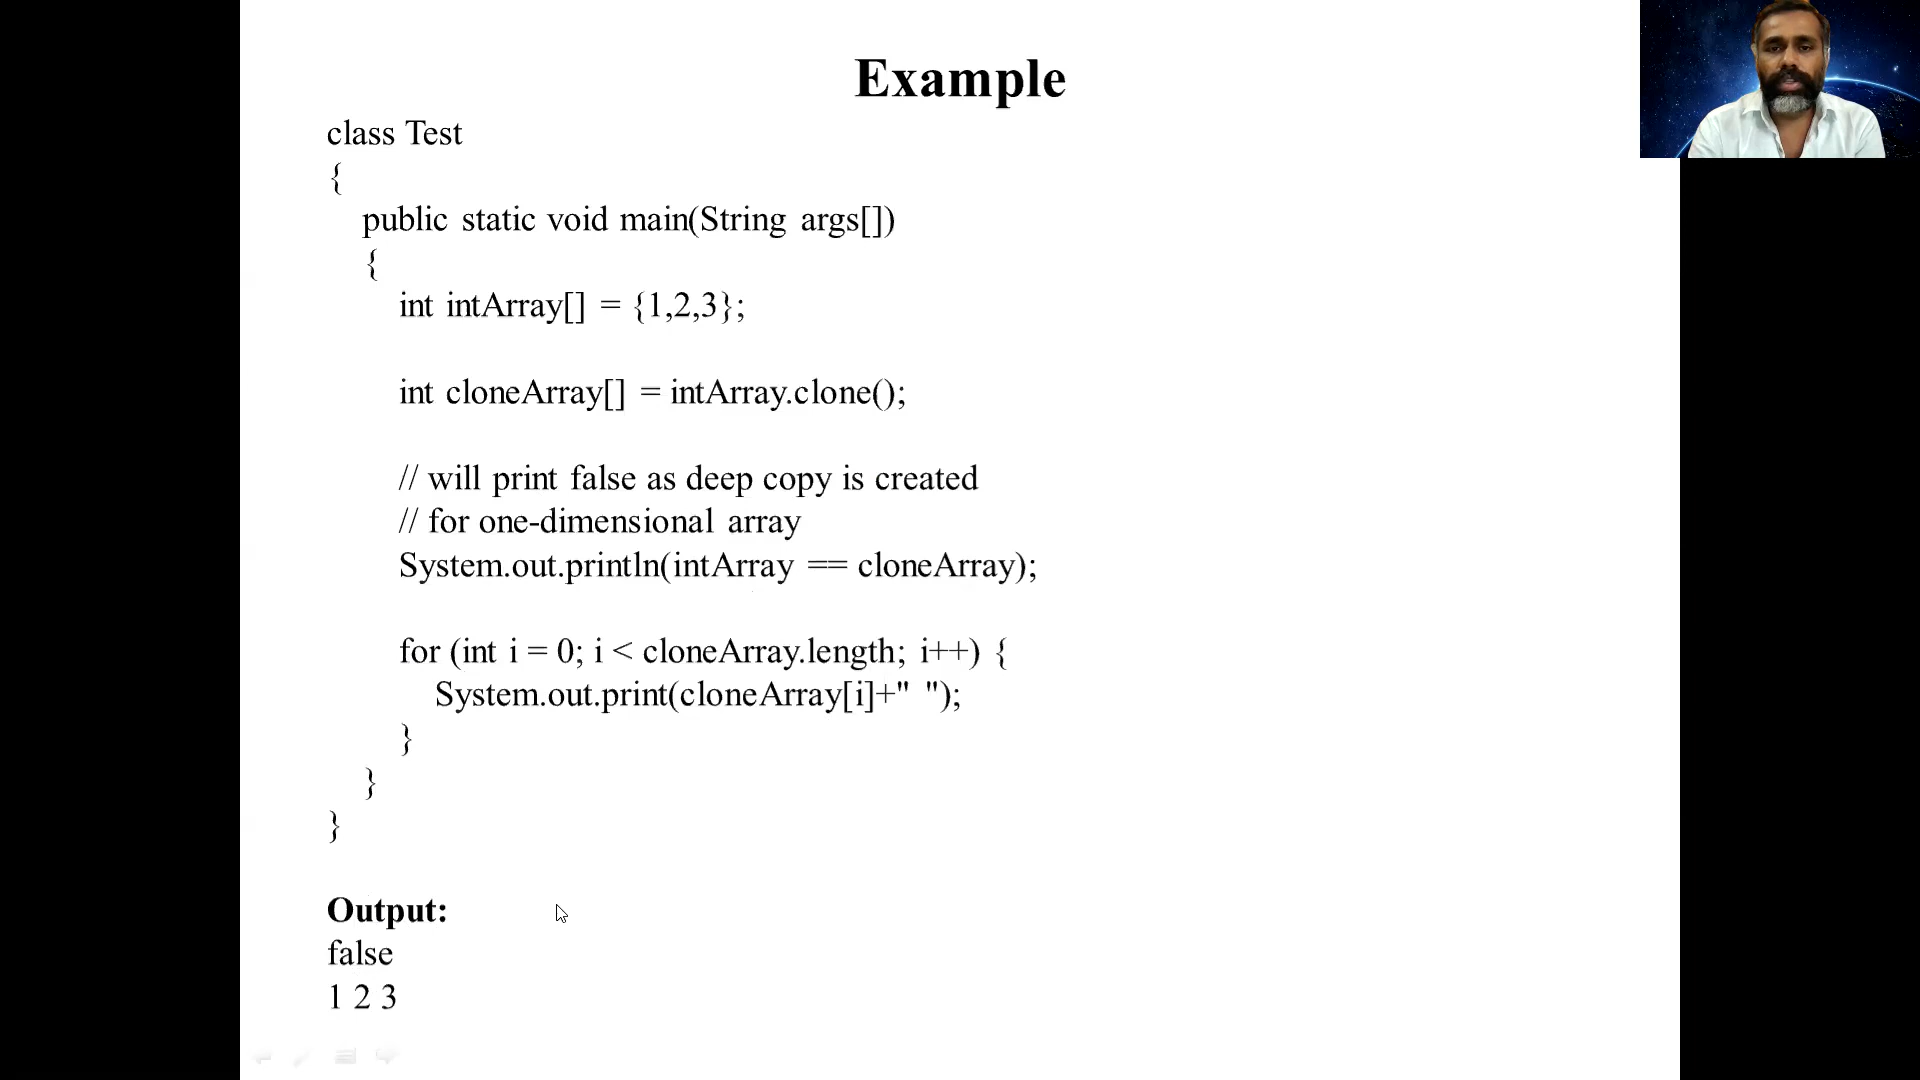 Example
class Test
{
public static void main(String args[])
{
int intArray[] = {1,2,3};
int cloneArray[] = intArray.clone();
// will print false as deep copy is created
// for one-dimensional array
System.out.println(intArray == cloneArray);
for (int i = 0; i < cloneArray.length; i++) {
System.out.print(cloneArray[i]+" ");
}
}
}
Output:
false
1 2 3